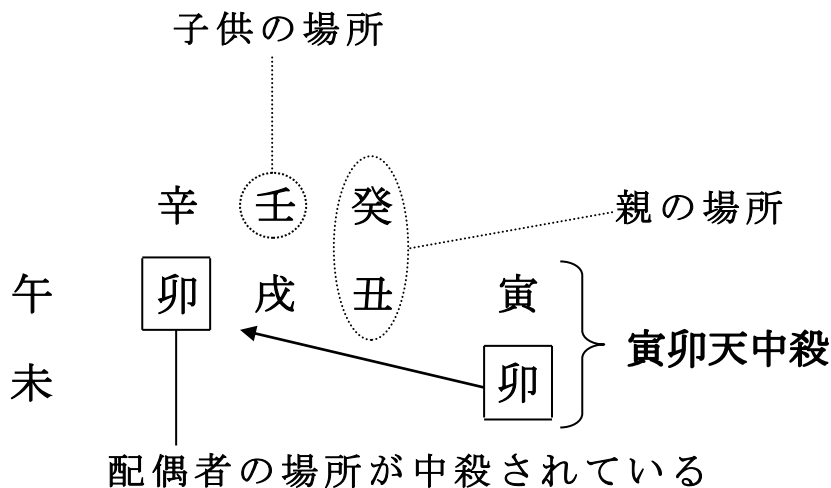 子供の場所
辛 壬 癸
親の場所
午 卯 戌 丑 寅
寅卯天中殺
未 卯
配偶者の場所が中殺されている